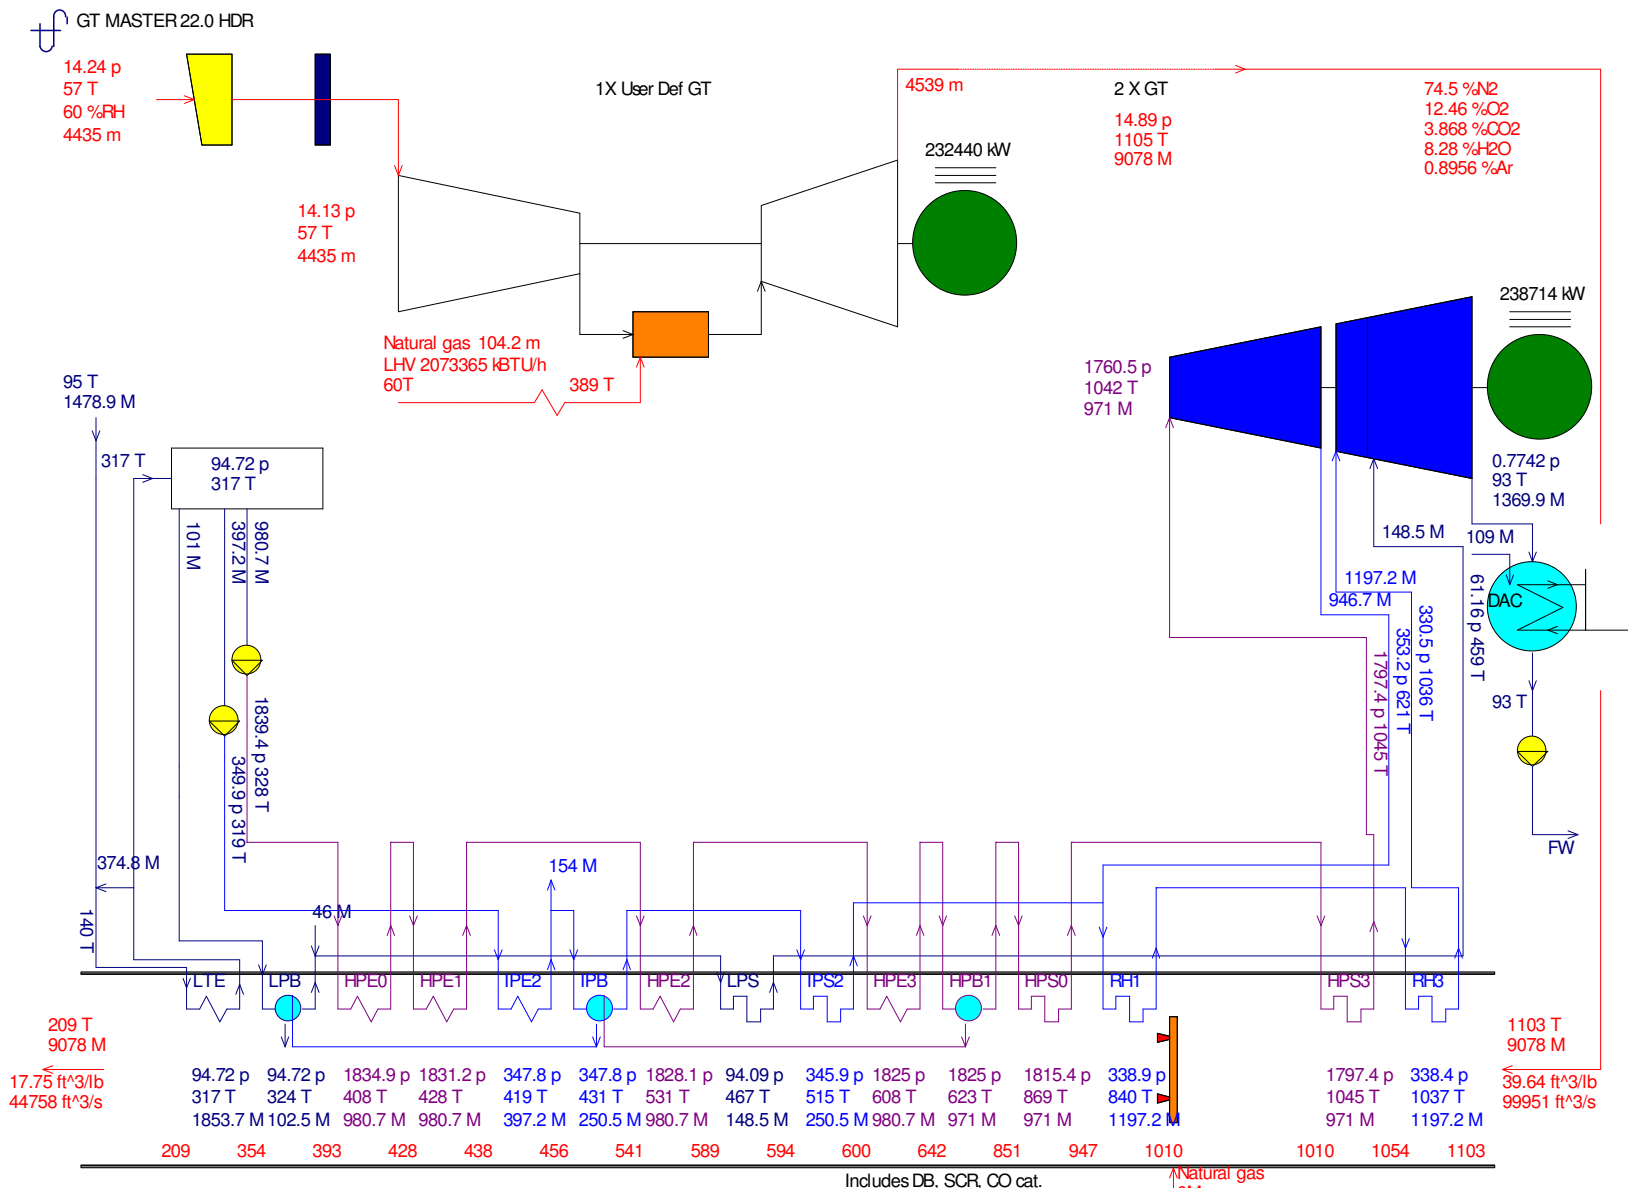 GT MASTER 22.0 HDR
14.24 p
57 T
60 %RH
4435 m
1X User Def GT
4539 m
2 X GT
14.89 p
1105 T
9078 M
74.5 %N2
12.46 %O2
3.868 %CO2
8.28 %H2O
0.8956 %Ar
232440 kW
14.13 p
57 T
4435 m
238714 kW
Natural gas 104.2 m
LHV 2073365 kBTU/h
60T
389 T
1760.5 p
1042 T
971 M
95 T
1478.9 M
317 T
94.72 p
317 T
0.7742 p
93 T
1369.9 M
101 M
397.2 M
980.7 M
148.5 M
109 M
1197.2 M
946.7 M
DAC
61.16 p 459 T
330.5 p 1036 T
353.2 p 621 T
1797.4 p 1045 T
93 T
1839.4 p 328 T
349.9 p 319 T
FW
374.8 M
154 M
46 M
140 T
LTE
LPB
HPE0
HPE1
IPE2
IPB
HPE2
LPS
IPS2
HPE3
HPB1
HPS0
RH1
HPS3
RH3
209 T
9078 M
17.75 ft^3/lb
44758 ft^3/s
94.72 p
317 T
1853.7 M
94.72 p
324 T
102.5 M
1834.9 p
408 T
980.7 M
1831.2 p
428 T
980.7 M
347.8 p
419 T
397.2 M
347.8 p
431 T
250.5 M
1828.1 p
531 T
980.7 M
94.09 p
467 T
148.5 M
345.9 p
515 T
250.5 M
1825 p
608 T
980.7 M
1825 p
623 T
971 M
1815.4 p
869 T
971 M
338.9 p
840 T
1197.2 M
1797.4 p
1045 T
971 M
338.4 p
1037 T
1197.2 M
1103 T
9078 M
39.64 ft^3/lb
99951 ft^3/s
209 354 393 428 438 456 541 589 594 600 642 851 947 1010 1010 1054 1103
Includes DB, SCR, CO cat.
Natural gas